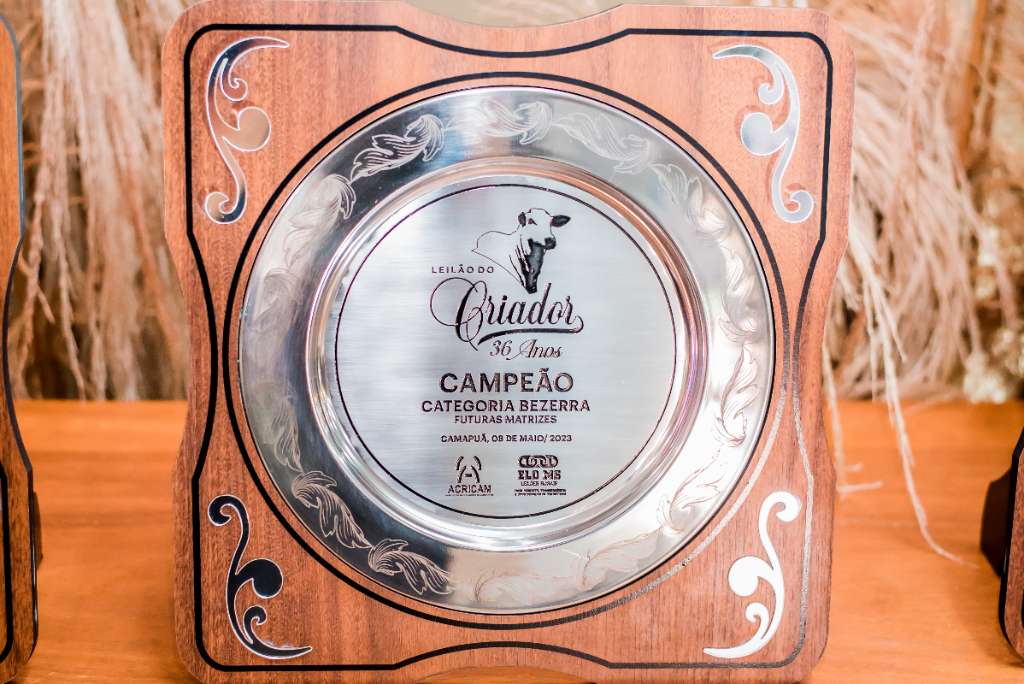 LEILÃO DO
Criador
36 Anos
CAMPEÃO
CATEGORIA BEZERRA
FUTURAS MATRIZES
CAMAPUÃ, 09 DE MAIO/ 2023
ACRICAM
ELO MS
LEILÕES RURAIS